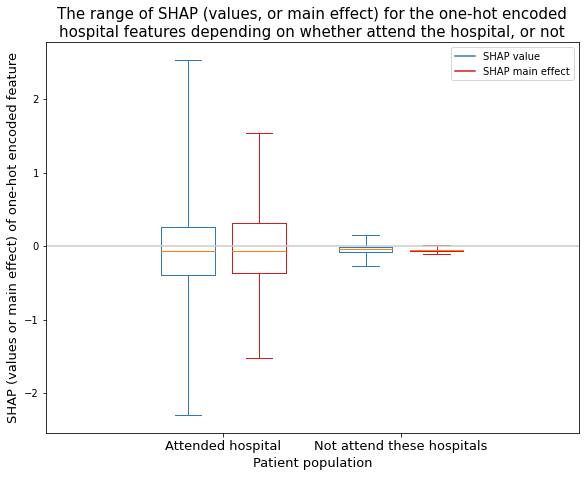 The range of SHAP (values, or main effect) for the one-hot encoded
hospital features depending on whether attend the hospital, or not
SHAP value
SHAP main effect
SHAP (values or main effect) of one-hot encoded feature
2
1
0
−1
−2
Attended hospital
Not attend these hospitals
Patient population